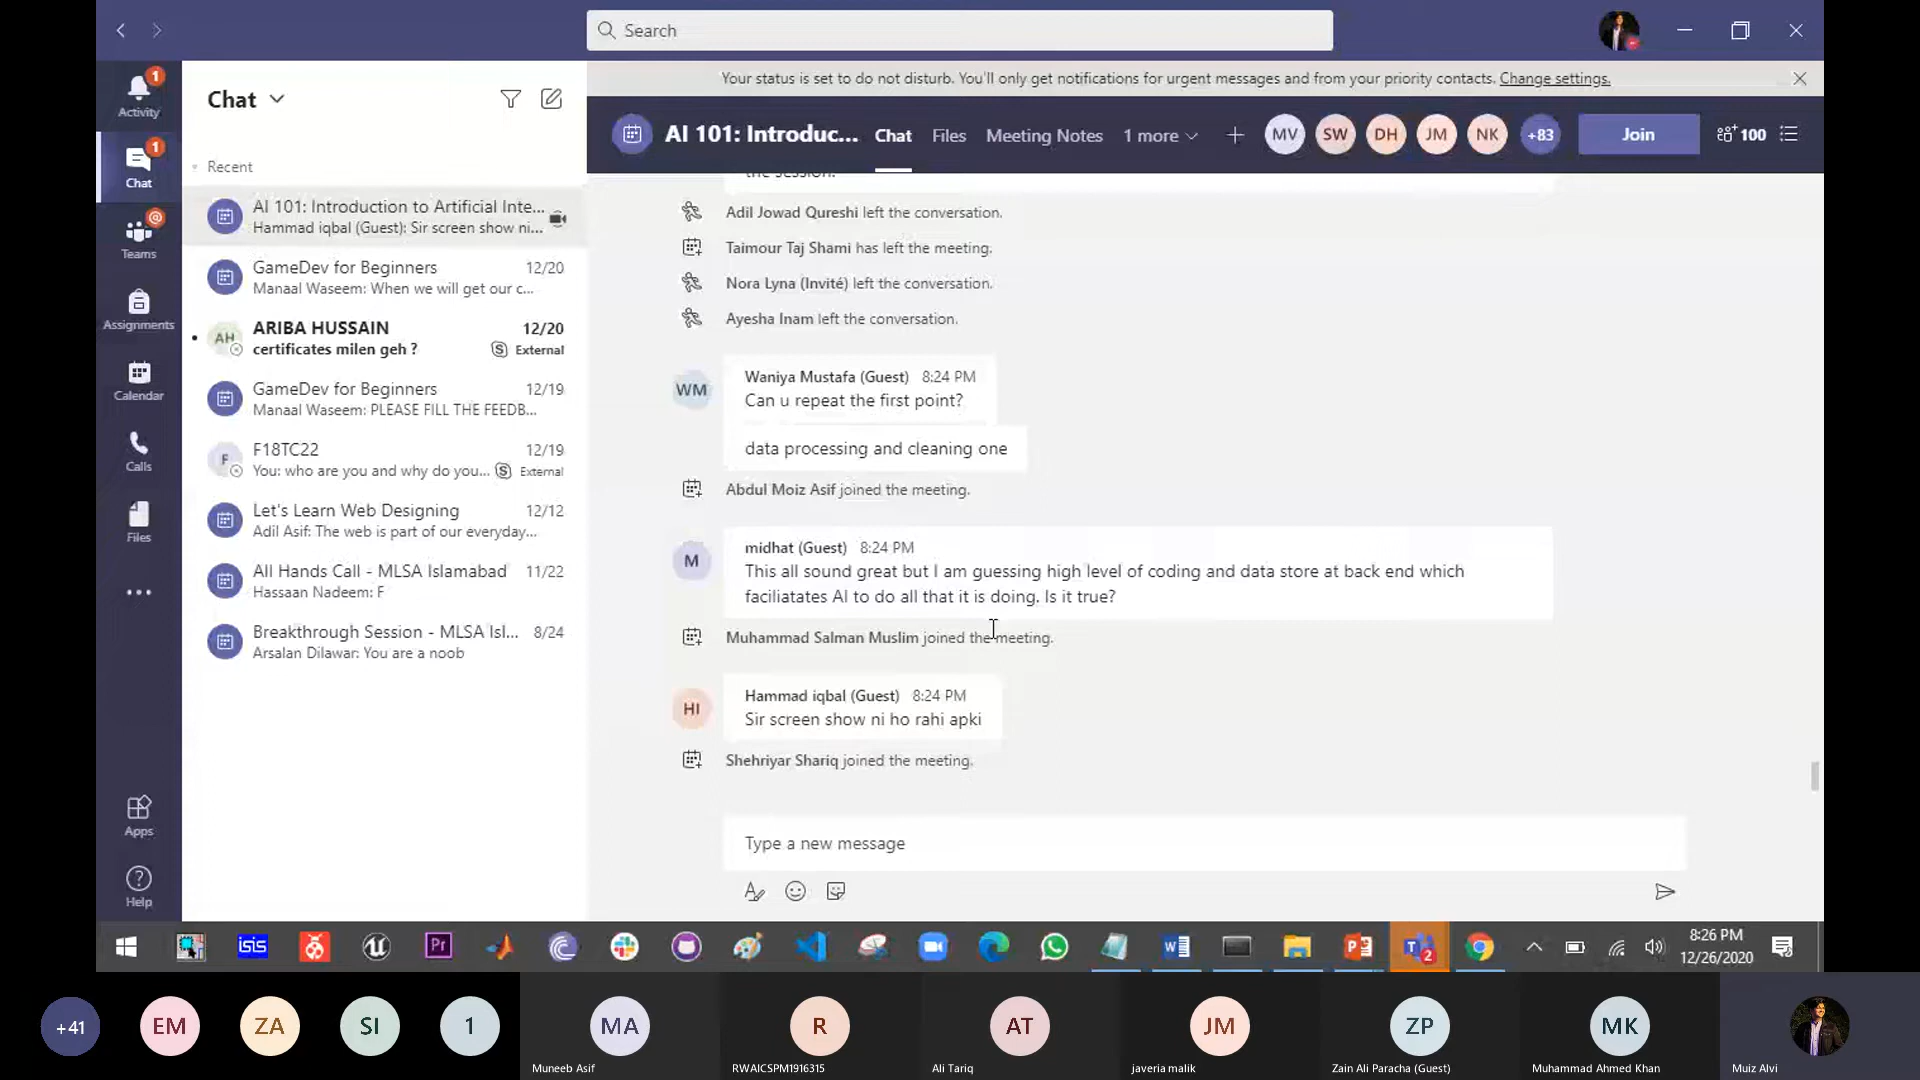 Search
Your status is set to do not disturb. You'll only get notifications for urgent messages and from your priority contacts. Change settings.
1
Activity
1
Chat
Teams
Assignments
Calendar
Calls
Files
Apps
Help
Chat
Recent
AI 101: Introduction to Artificial Inte...
Hammad iqbal (Guest): Sir screen show ni...
GameDev for Beginners 12/20
Manaal Waseem: When we will get our c...
AH
ARIBA HUSSAIN 12/20
certificates milen geh ? External
GameDev for Beginners 12/19
Manaal Waseem: PLEASE FILL THE FEEDB...
F
F18TC22 12/19
You: who are you and why do you... External
Let's Learn Web Designing 12/12
Adil Asif: The web is part of our everyday...
All Hands Call - MLSA Islamabad 11/22
Hassaan Nadeem: F
Breakthrough Session - MLSA Isl... 8/24
Arsalan Dilawar: You are a noob
AI 101: Introduc... Chat Files Meeting Notes 1 more
MV SW DH JM NK +83 Join 100
the session.
Adil Jowad Qureshi left the conversation.
Taimour Taj Shami has left the meeting.
Nora Lyna (Invité) left the conversation.
Ayesha Inam left the conversation.
WM
Waniya Mustafa (Guest) 8:24 PM
Can u repeat the first point?
data processing and cleaning one
Abdul Moiz Asif joined the meeting.
M
midhat (Guest) 8:24 PM
This all sound great but I am guessing high level of coding and data store at back end which
faciliatates AI to do all that it is doing. Is it true?
Muhammad Salman Muslim joined the meeting.
HI
Hammad iqbal (Guest) 8:24 PM
Sir screen show ni ho rahi apki
Shehriyar Shariq joined the meeting.
Type a new message
isis
Pr
2
8:26 PM
12/26/2020
+41 EM ZA SI 1 MA R AT JM ZP MK
Muneeb Asif RWAICSPM1916315 Ali Tariq javeria malik Zain Ali Paracha (Guest) Muhammad Ahmed Khan Muiz Alvi